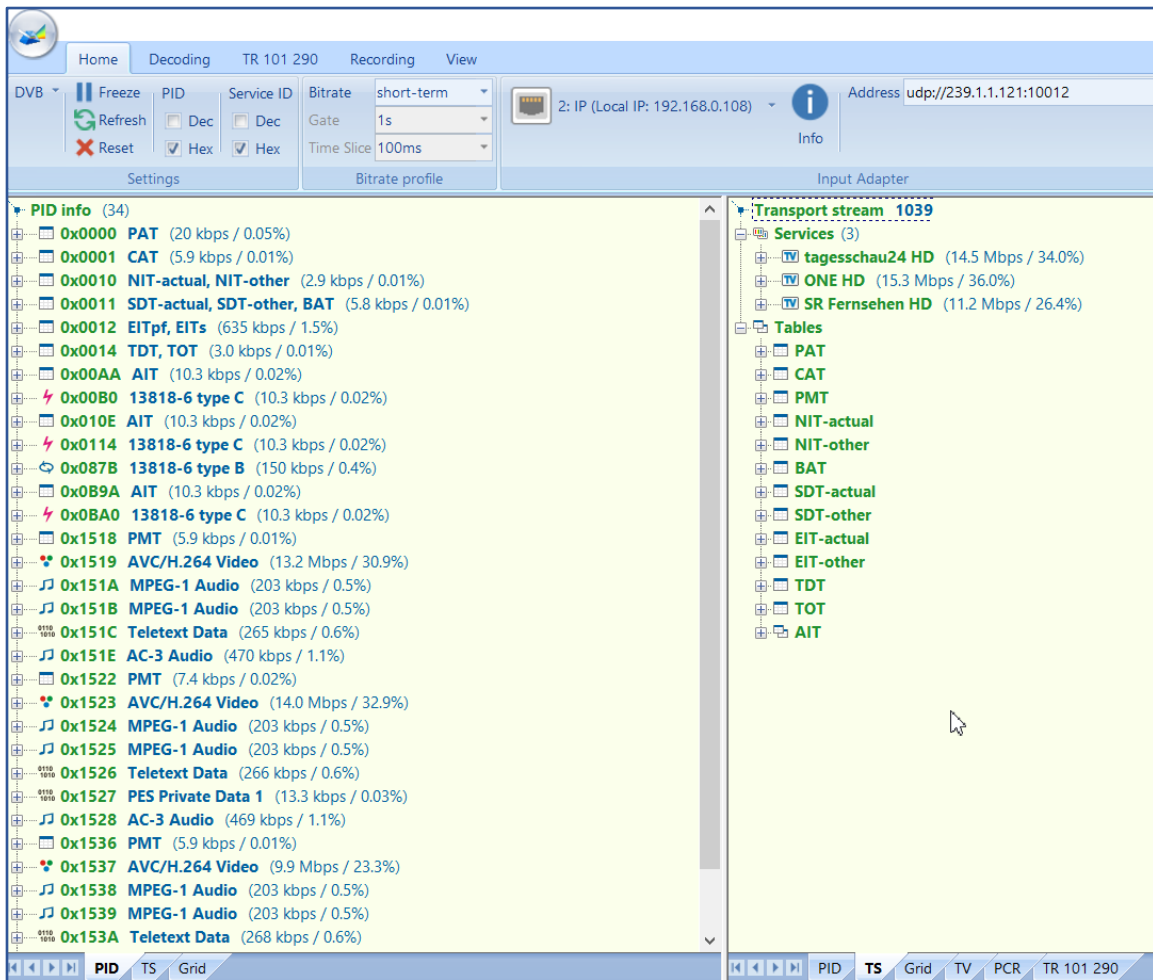 Home Decoding TR 101 290 Recording View
DVB Freeze PID Service ID Bitrate short-term 2: IP (Local IP: 192.168.0.108) Address udp://239.1.1.121:10012
Refresh Dec Dec Gate 1s
Reset Hex Hex Time Slice 100ms Info
Settings Bitrate profile Input Adapter
PID info (34)
0x0000 PAT (20 kbps / 0.05%)
0x0001 CAT (5.9 kbps / 0.01%)
0x0010 NIT-actual, NIT-other (2.9 kbps / 0.01%)
0x0011 SDT-actual, SDT-other, BAT (5.8 kbps / 0.01%)
0x0012 EITpf, EITs (635 kbps / 1.5%)
0x0014 TDT, TOT (3.0 kbps / 0.01%)
0x00AA AIT (10.3 kbps / 0.02%)
0x00B0 13818-6 type C (10.3 kbps / 0.02%)
0x010E AIT (10.3 kbps / 0.02%)
0x0114 13818-6 type C (10.3 kbps / 0.02%)
0x087B 13818-6 type B (150 kbps / 0.4%)
0x0B9A AIT (10.3 kbps / 0.02%)
0x0BA0 13818-6 type C (10.3 kbps / 0.02%)
0x1518 PMT (5.9 kbps / 0.01%)
0x1519 AVC/H.264 Video (13.2 Mbps / 30.9%)
0x151A MPEG-1 Audio (203 kbps / 0.5%)
0x151B MPEG-1 Audio (203 kbps / 0.5%)
0110 1010 0x151C Teletext Data (265 kbps / 0.6%)
0x151E AC-3 Audio (470 kbps / 1.1%)
0x1522 PMT (7.4 kbps / 0.02%)
0x1523 AVC/H.264 Video (14.0 Mbps / 32.9%)
0x1524 MPEG-1 Audio (203 kbps / 0.5%)
0x1525 MPEG-1 Audio (203 kbps / 0.5%)
0110 1010 0x1526 Teletext Data (266 kbps / 0.6%)
0110 1010 0x1527 PES Private Data 1 (13.3 kbps / 0.03%)
0x1528 AC-3 Audio (469 kbps / 1.1%)
0x1536 PMT (5.9 kbps / 0.01%)
0x1537 AVC/H.264 Video (9.9 Mbps / 23.3%)
0x1538 MPEG-1 Audio (203 kbps / 0.5%)
0x1539 MPEG-1 Audio (203 kbps / 0.5%)
0110 1010 0x153A Teletext Data (268 kbps / 0.6%)
PID TS Grid
Transport stream 1039
Services (3)
TV tagesschau24 HD (14.5 Mbps / 34.0%)
TV ONE HD (15.3 Mbps / 36.0%)
TV SR Fernsehen HD (11.2 Mbps / 26.4%)
Tables
PAT
CAT
PMT
NIT-actual
NIT-other
BAT
SDT-actual
SDT-other
EIT-actual
EIT-other
TDT
TOT
AIT
PID TS Grid TV PCR TR 101 290